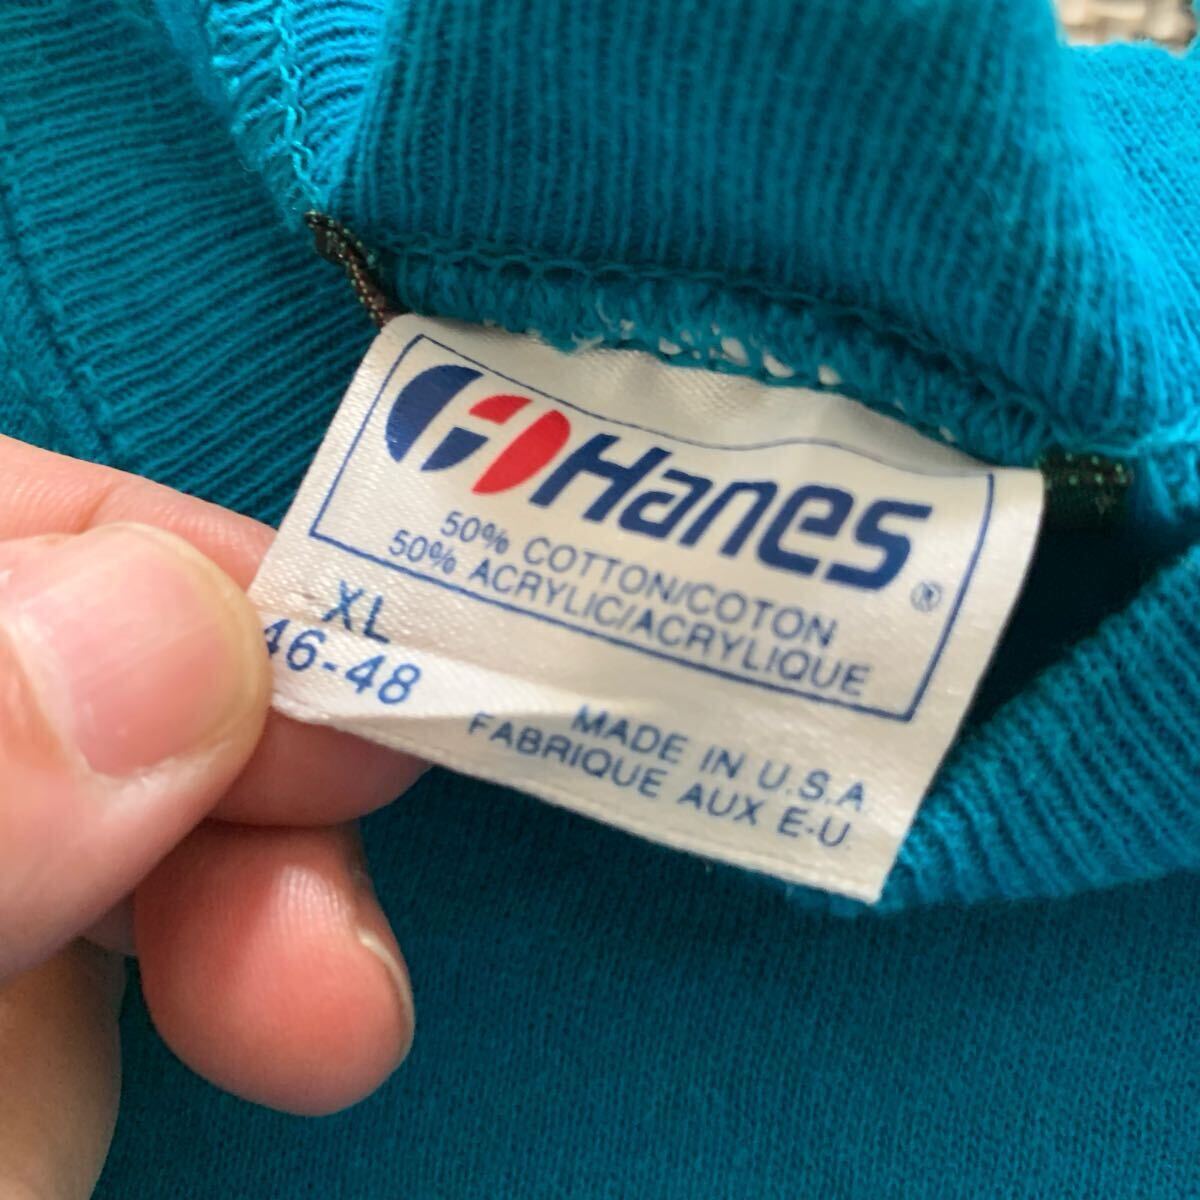 Hanes®
50% COTTON/COTON
50% ACRYLIC/ACRYLIQUE
XL
46-48
MADE IN U.S.A
FABRIQUE AUX E-U